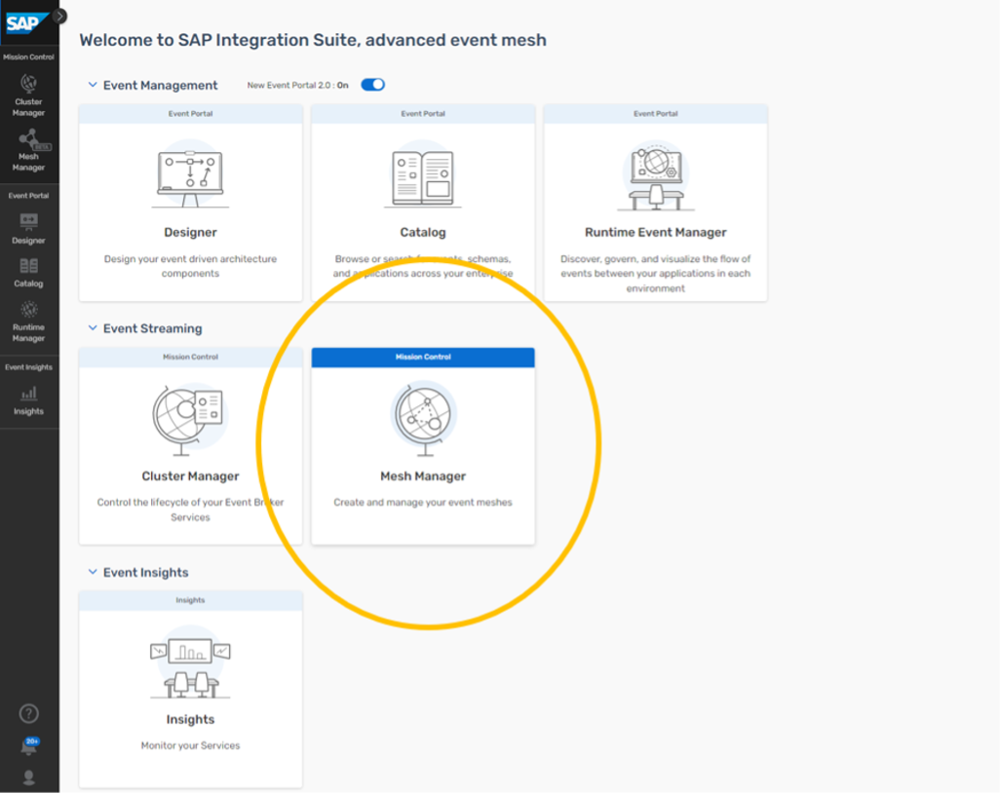 SAP
Mission Control
Cluster
Manager
BETA
Mesh
Manager
Event Portal
Designer
Catalog
Runtime
Manager
Event Insights
Insights
?
20+
Welcome to SAP Integration Suite, advanced event mesh
Event Management
New Event Portal 2.0 : On
Event Portal
Designer
Design your event driven architecture
components
Event Portal
Catalog
Browse or search for events, schemas,
and applications across your enterprise
Event Portal
Runtime Event Manager
Discover, govern, and visualize the flow of
events between your applications in each
environment
Event Streaming
Mission Control
Cluster Manager
Control the lifecycle of your Event Broker
Services
Mission Control
Mesh Manager
Create and manage your event meshes
Event Insights
Insights
Insights
Monitor your Services